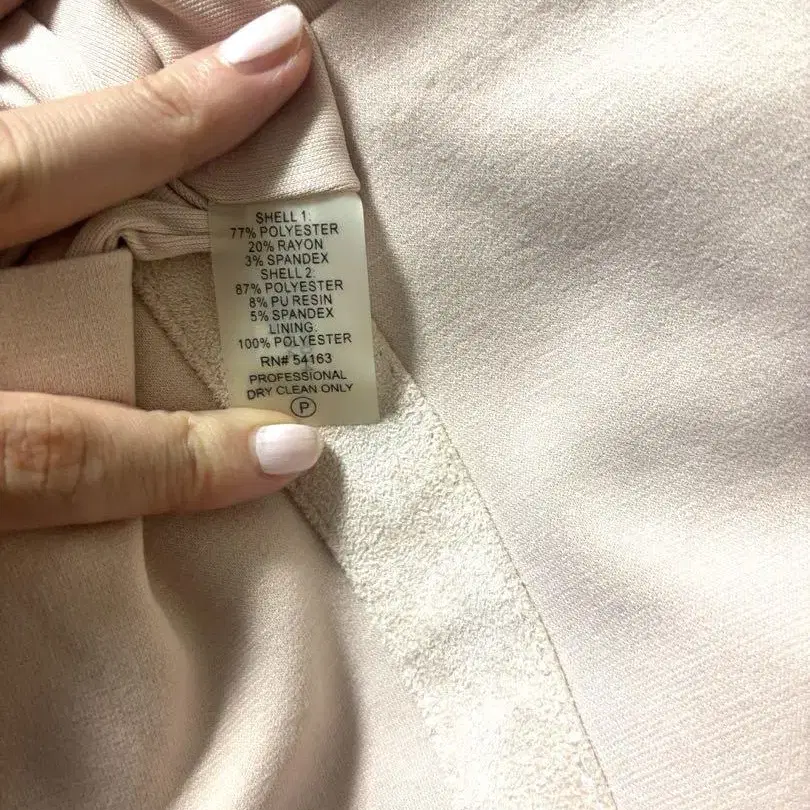 SHELL 1:
77% POLYESTER
20% RAYON
3% SPANDEX
SHELL 2:
87% POLYESTER
8% PU RESIN
5% SPANDEX
LINING:
100% POLYESTER
RN# 54163
PROFESSIONAL
DRY CLEAN ONLY
P